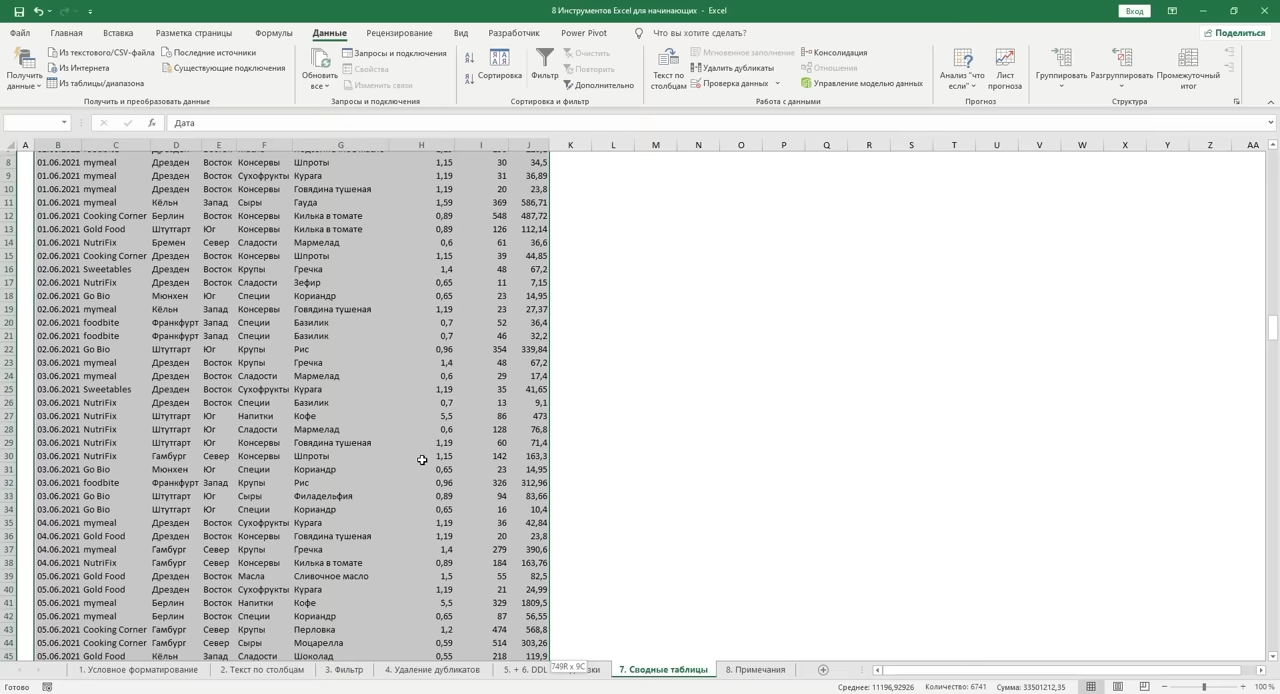 8 Инструментов Excel для начинающих - Excel
Вход
Файл Главная Вставка Разметка страницы Формулы Данные Рецензирование Вид Разработчик Power Pivot Что вы хотите сделать? Поделиться
Получить данные
Из текстового/CSV-файла
Из Интернета
Из таблицы/диапазона
Последние источники
Существующие подключения
Получить и преобразовать данные
Обновить все
Запросы и подключения
Свойства
Изменить связи
Запросы и подключения
Сортировка
Фильтр
Очистить
Повторить
Дополнительно
Сортировка и фильтр
Текст по столбцам
Мгновенное заполнение
Удалить дубликаты
Проверка данных
Консолидация
Отношения
Управление моделью данных
Работа с данными
Анализ "что если"
Лист прогноза
Прогноз
Группировать
Разгруппировать
Промежуточный итог
Структура
fx Дата
A B C D E F G H I J K L M N O P Q R S T U V W X Y Z AA
8 01.06.2021 mymeal Дрезден Восток Консервы Шпроты 1,15 30 34,5
9 01.06.2021 mymeal Дрезден Восток Сухофрукты Курага 1,19 31 36,89
10 01.06.2021 mymeal Дрезден Восток Консервы Говядина тушеная 1,19 20 23,8
11 01.06.2021 mymeal Кёльн Запад Сыры Гауда 1,59 369 586,71
12 01.06.2021 Cooking Corner Берлин Восток Консервы Килька в томате 0,89 548 487,72
13 01.06.2021 Gold Food Штутгарт Юг Консервы Килька в томате 0,89 126 112,14
14 01.06.2021 NutriFix Бремен Север Сладости Мармелад 0,6 61 36,6
15 02.06.2021 Cooking Corner Дрезден Восток Консервы Шпроты 1,15 39 44,85
16 02.06.2021 Sweetables Дрезден Восток Крупы Гречка 1,4 48 67,2
17 02.06.2021 NutriFix Дрезден Восток Сладости Зефир 0,65 11 7,15
18 02.06.2021 Go Bio Мюнхен Юг Специи Кориандр 0,65 23 14,95
19 02.06.2021 mymeal Кёльн Запад Консервы Говядина тушеная 1,19 23 27,37
20 02.06.2021 foodbite Франкфурт Запад Специи Базилик 0,7 52 36,4
21 02.06.2021 foodbite Франкфурт Запад Специи Базилик 0,7 46 32,2
22 02.06.2021 Go Bio Штутгарт Юг Крупы Рис 0,96 354 339,84
23 02.06.2021 mymeal Дрезден Восток Крупы Гречка 1,4 48 67,2
24 02.06.2021 mymeal Дрезден Восток Сладости Мармелад 0,6 29 17,4
25 03.06.2021 Sweetables Дрезден Восток Сухофрукты Курага 1,19 35 41,65
26 03.06.2021 NutriFix Дрезден Восток Специи Базилик 0,7 13 9,1
27 03.06.2021 NutriFix Штутгарт Юг Напитки Кофе 5,5 86 473
28 03.06.2021 NutriFix Штутгарт Юг Сладости Мармелад 0,6 128 76,8
29 03.06.2021 NutriFix Штутгарт Юг Консервы Говядина тушеная 1,19 60 71,4
30 03.06.2021 NutriFix Гамбург Север Консервы Шпроты 1,15 142 163,3
31 03.06.2021 Go Bio Мюнхен Юг Специи Кориандр 0,65 23 14,95
32 03.06.2021 foodbite Франкфурт Запад Крупы Рис 0,96 326 312,96
33 03.06.2021 Go Bio Штутгарт Юг Сыры Филадельфия 0,89 94 83,66
34 03.06.2021 Go Bio Штутгарт Юг Специи Кориандр 0,65 16 10,4
35 04.06.2021 mymeal Дрезден Восток Сухофрукты Курага 1,19 36 42,84
36 04.06.2021 Gold Food Дрезден Восток Консервы Говядина тушеная 1,19 20 23,8
37 04.06.2021 mymeal Гамбург Север Крупы Гречка 1,4 279 390,6
38 04.06.2021 NutriFix Гамбург Север Консервы Килька в томате 0,89 184 163,76
39 05.06.2021 Gold Food Дрезден Восток Масла Сливочное масло 1,5 55 82,5
40 05.06.2021 Gold Food Дрезден Восток Сухофрукты Курага 1,19 21 24,99
41 05.06.2021 mymeal Берлин Восток Напитки Кофе 5,5 329 1809,5
42 05.06.2021 mymeal Берлин Восток Специи Кориандр 0,65 87 56,55
43 05.06.2021 Cooking Corner Гамбург Север Крупы Перловка 1,2 474 568,8
44 05.06.2021 Cooking Corner Гамбург Север Сыры Моцарелла 0,59 514 303,26
45 05.06.2021 Gold Food Кёльн Запад Сладости Шоколад 0,55 218 119,9
1. Условное форматирование 2. Текст по столбцам 3. Фильтр 4. Удаление дубликатов 5. + 6. DDL 749R x 9C 7. Сводные таблицы 8. Примечания
Готово Среднее: 11196,92926 Количество: 6741 Сумма: 33501212,35 100 %